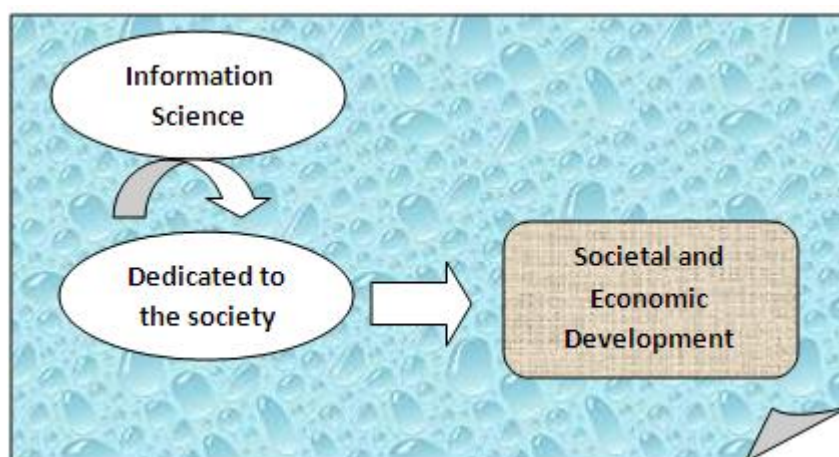 Information
Science
Dedicated to
the society
Societal and
Economic
Development